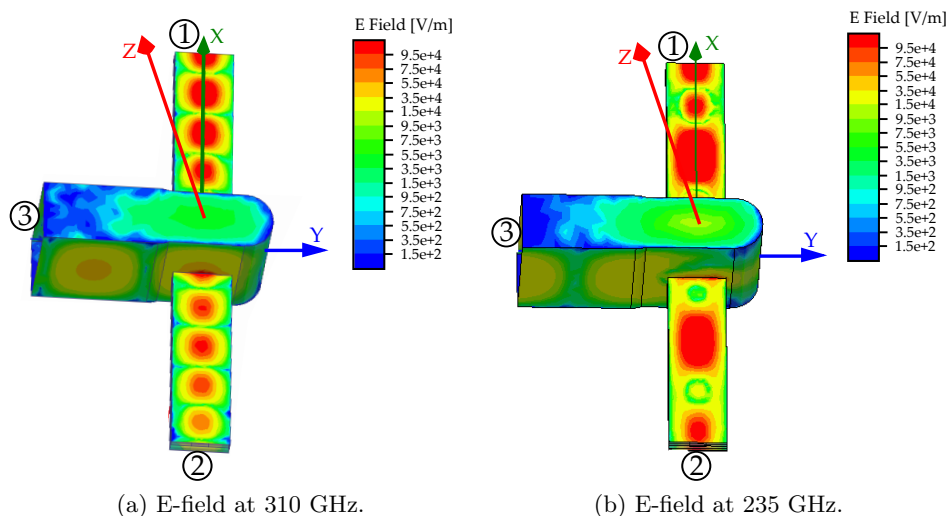 1
X
Z
3
Y
2
E Field [V/m]
9.5e+4
7.5e+4
5.5e+4
3.5e+4
1.5e+4
9.5e+3
7.5e+3
5.5e+3
3.5e+3
1.5e+3
9.5e+2
7.5e+2
5.5e+2
3.5e+2
1.5e+2
(a) E-field at 310 GHz.
1
X
Z
3
Y
2
E Field [V/m]
9.5e+4
7.5e+4
5.5e+4
3.5e+4
1.5e+4
9.5e+3
7.5e+3
5.5e+3
3.5e+3
1.5e+3
9.5e+2
7.5e+2
5.5e+2
3.5e+2
1.5e+2
(b) E-field at 235 GHz.